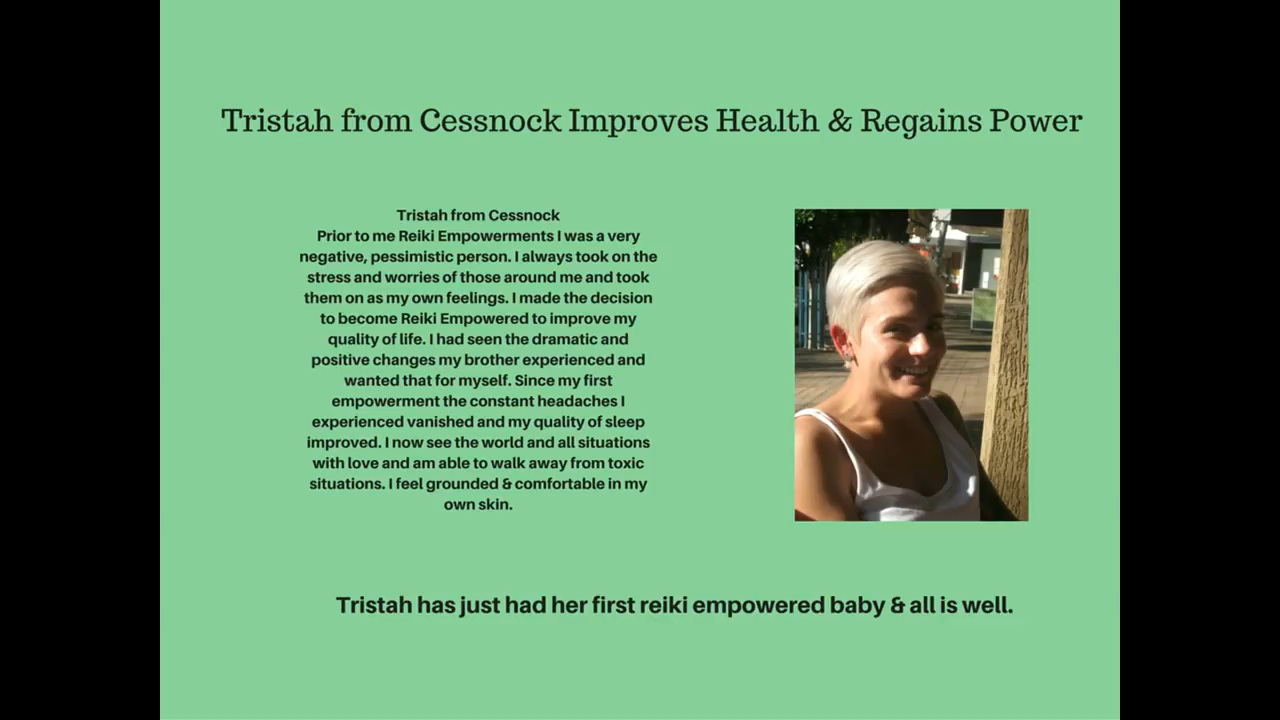 Tristah from Cessnock Improves Health & Regains Power
Tristah from Cessnock
Prior to me Reiki Empowerments I was a very
negative, pessimistic person. I always took on the
stress and worries of those around me and took
them on as my own feelings. I made the decision
to become Reiki Empowered to improve my
quality of life. I had seen the dramatic and
positive changes my brother experienced and
wanted that for myself. Since my first
empowerment the constant headaches I
experienced vanished and my quality of sleep
improved. I now see the world and all situations
with love and am able to walk away from toxic
situations. I feel grounded & comfortable in my
own skin.
Tristah has just had her first reiki empowered baby & all is well.